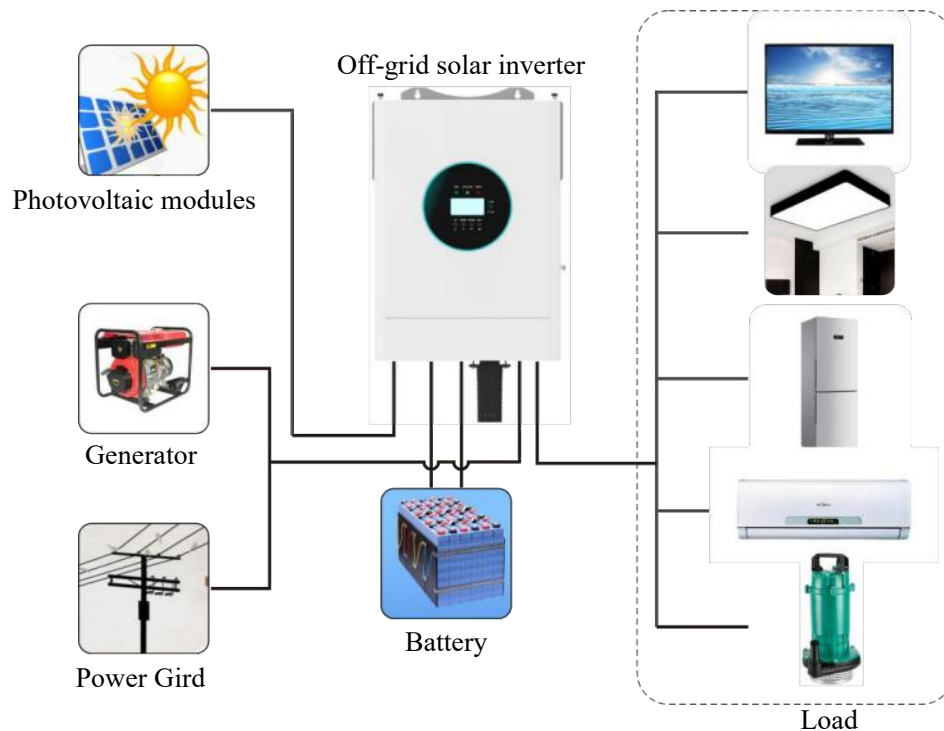 Off-grid solar inverter
Photovoltaic modules
Generator
Power Gird
Battery
Load